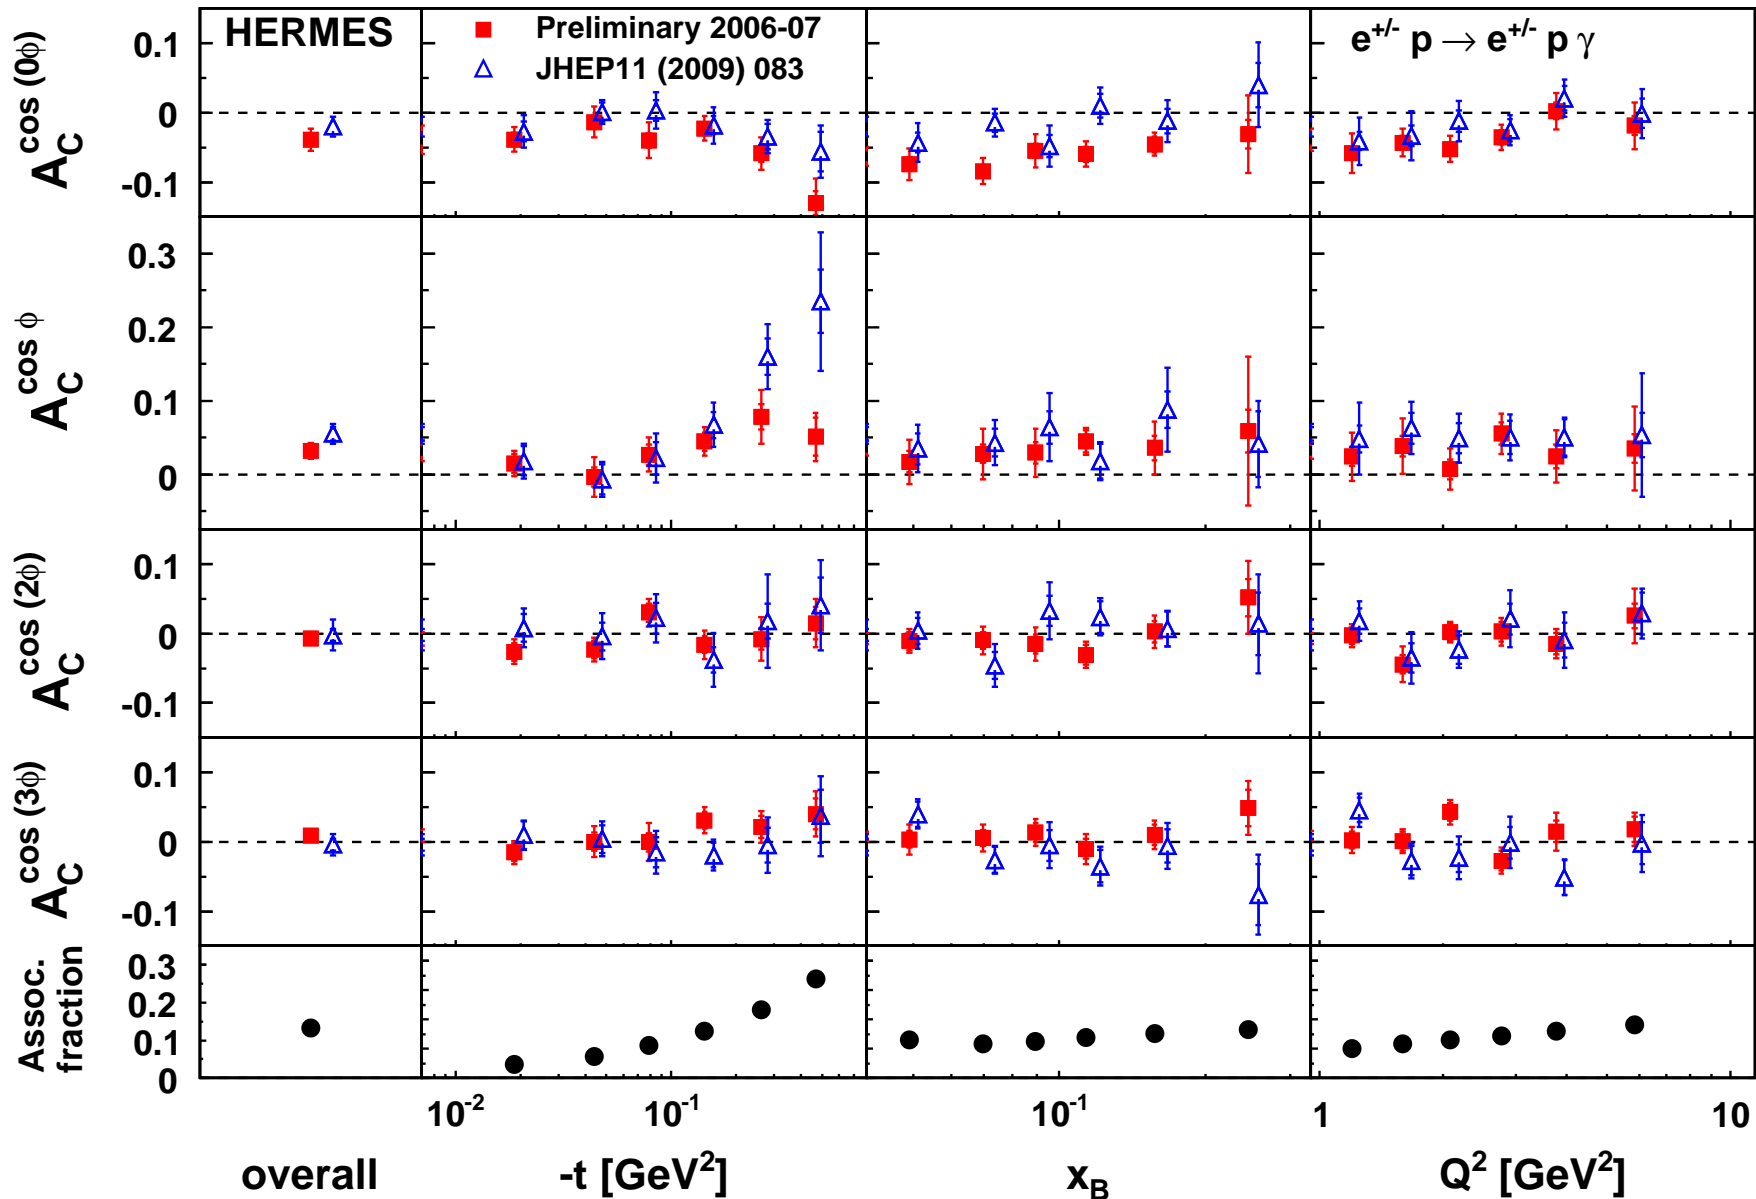 HERMES
Preliminary 2006-07
JHEP11 (2009) 083
e+/- p → e+/- p γ
A_C^cos (0ϕ)
0.1
0
-0.1
A_C^cos ϕ
0.3
0.2
0.1
0
A_C^cos (2ϕ)
0.1
0
-0.1
A_C^cos (3ϕ)
0.1
0
-0.1
Assoc.
fraction
0.3
0.2
0.1
0
10^-2 10^-1 10^-1 1 10
overall -t [GeV²] x_B Q² [GeV²]